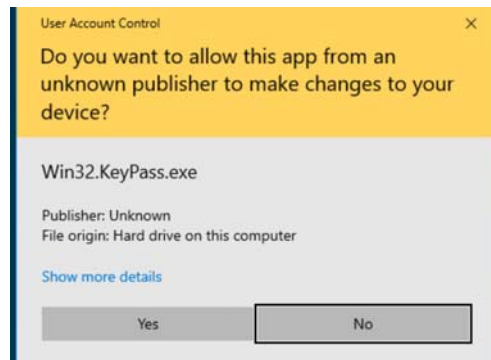 User Account Control
Do you want to allow this app from an
unknown publisher to make changes to your
device?
Win32.KeyPass.exe
Publisher: Unknown
File origin: Hard drive on this computer
Show more details
Yes
No